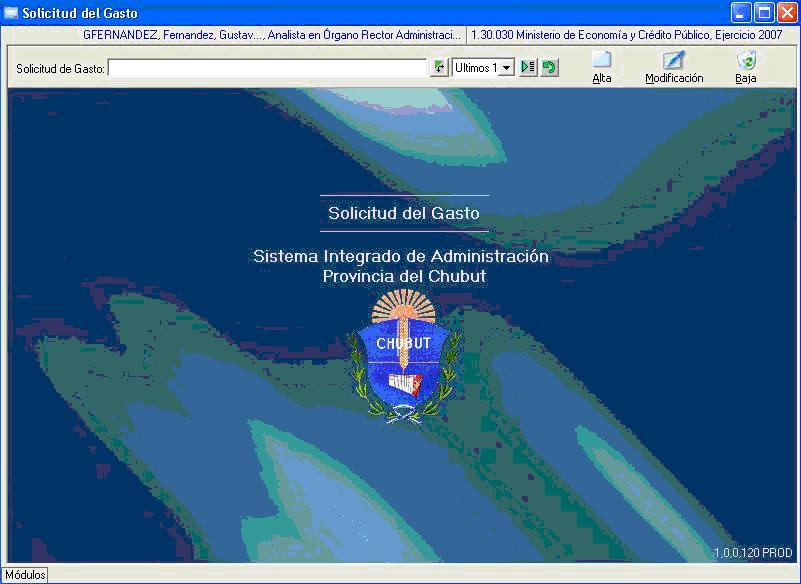 Solicitud del Gasto
GFERNANDEZ, Fernandez, Gustav..., Analista en Órgano Rector Administraci... 1.30.030 Ministerio de Economía y Crédito Público, Ejercicio 2007
Solicitud de Gasto: Ultimos 1
Alta Modificación Baja
Solicitud del Gasto
Sistema Integrado de Administración
Provincia del Chubut
CHUBUT
1.0.0.120 PROD
Módulos